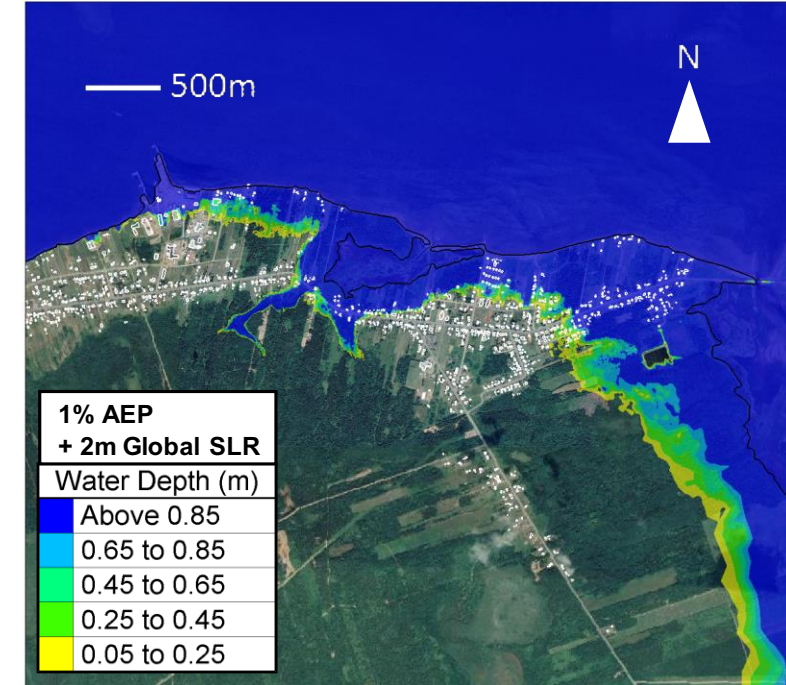 500m
N
1% AEP
+ 2m Global SLR
Water Depth (m)
Above 0.85
0.65 to 0.85
0.45 to 0.65
0.25 to 0.45
0.05 to 0.25